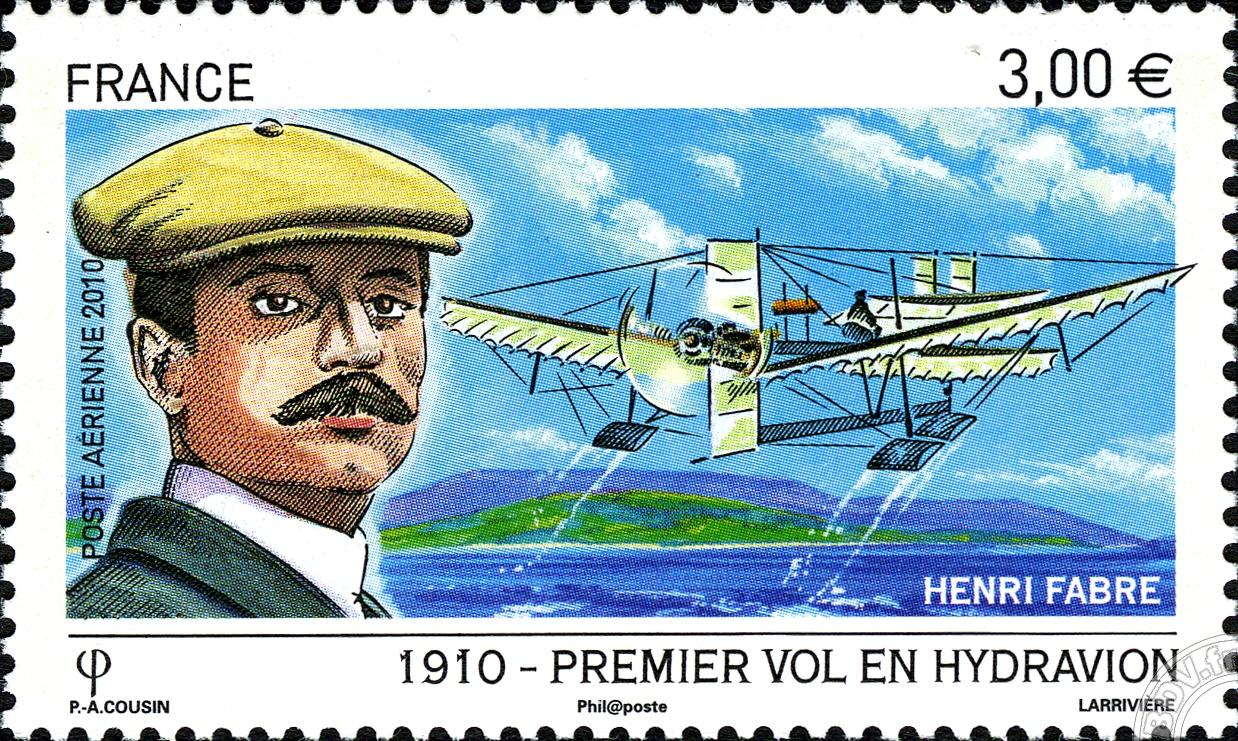 FRANCE
3,00 €
POSTE AÉRIENNE 2010
HENRI FABRE
1910 - PREMIER VOL EN HYDRAVION
P.-A.COUSIN
Phil@poste
LARRIVIÈRE